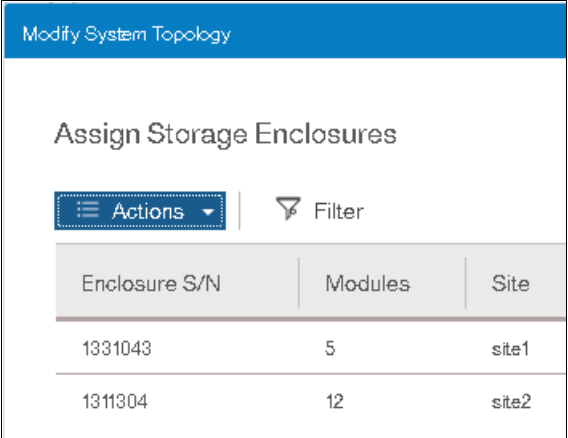 Modify System Topology
Assign Storage Enclosures
Actions Filter
Enclosure S/N Modules Site
1331043 5 site1
1311304 12 site2